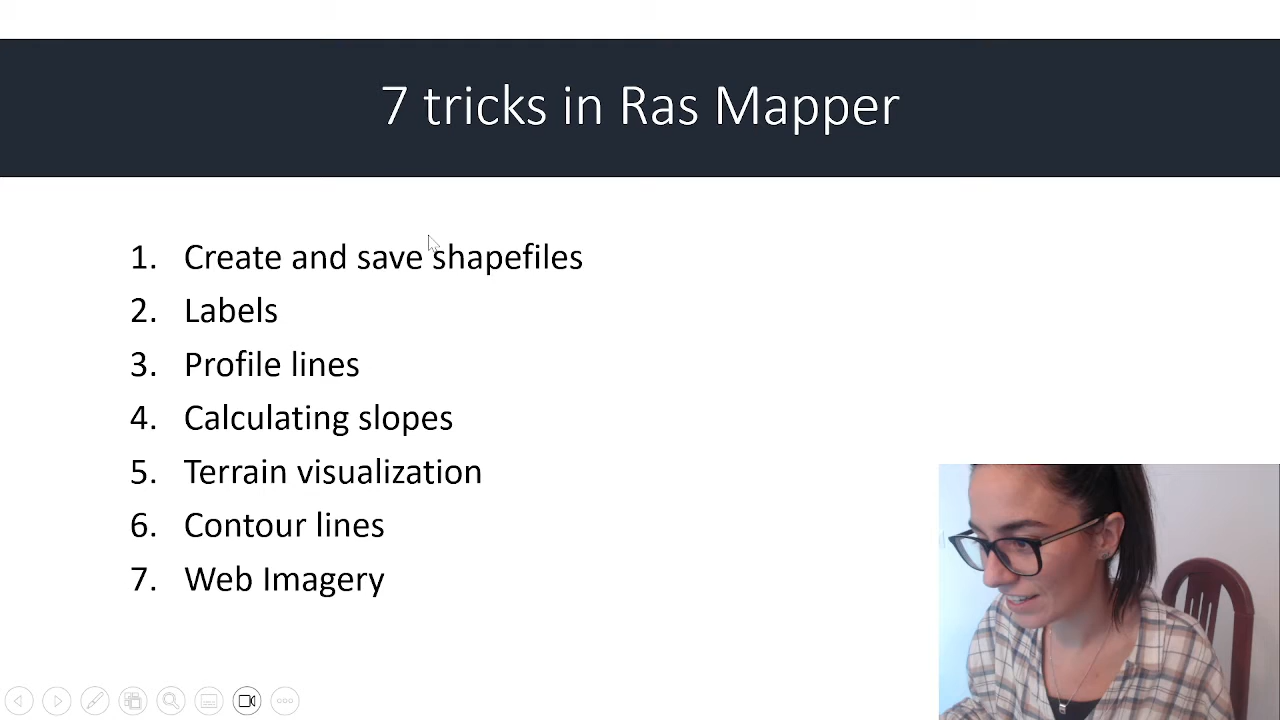 7 tricks in Ras Mapper
1. Create and save shapefiles
2. Labels
3. Profile lines
4. Calculating slopes
5. Terrain visualization
6. Contour lines
7. Web Imagery